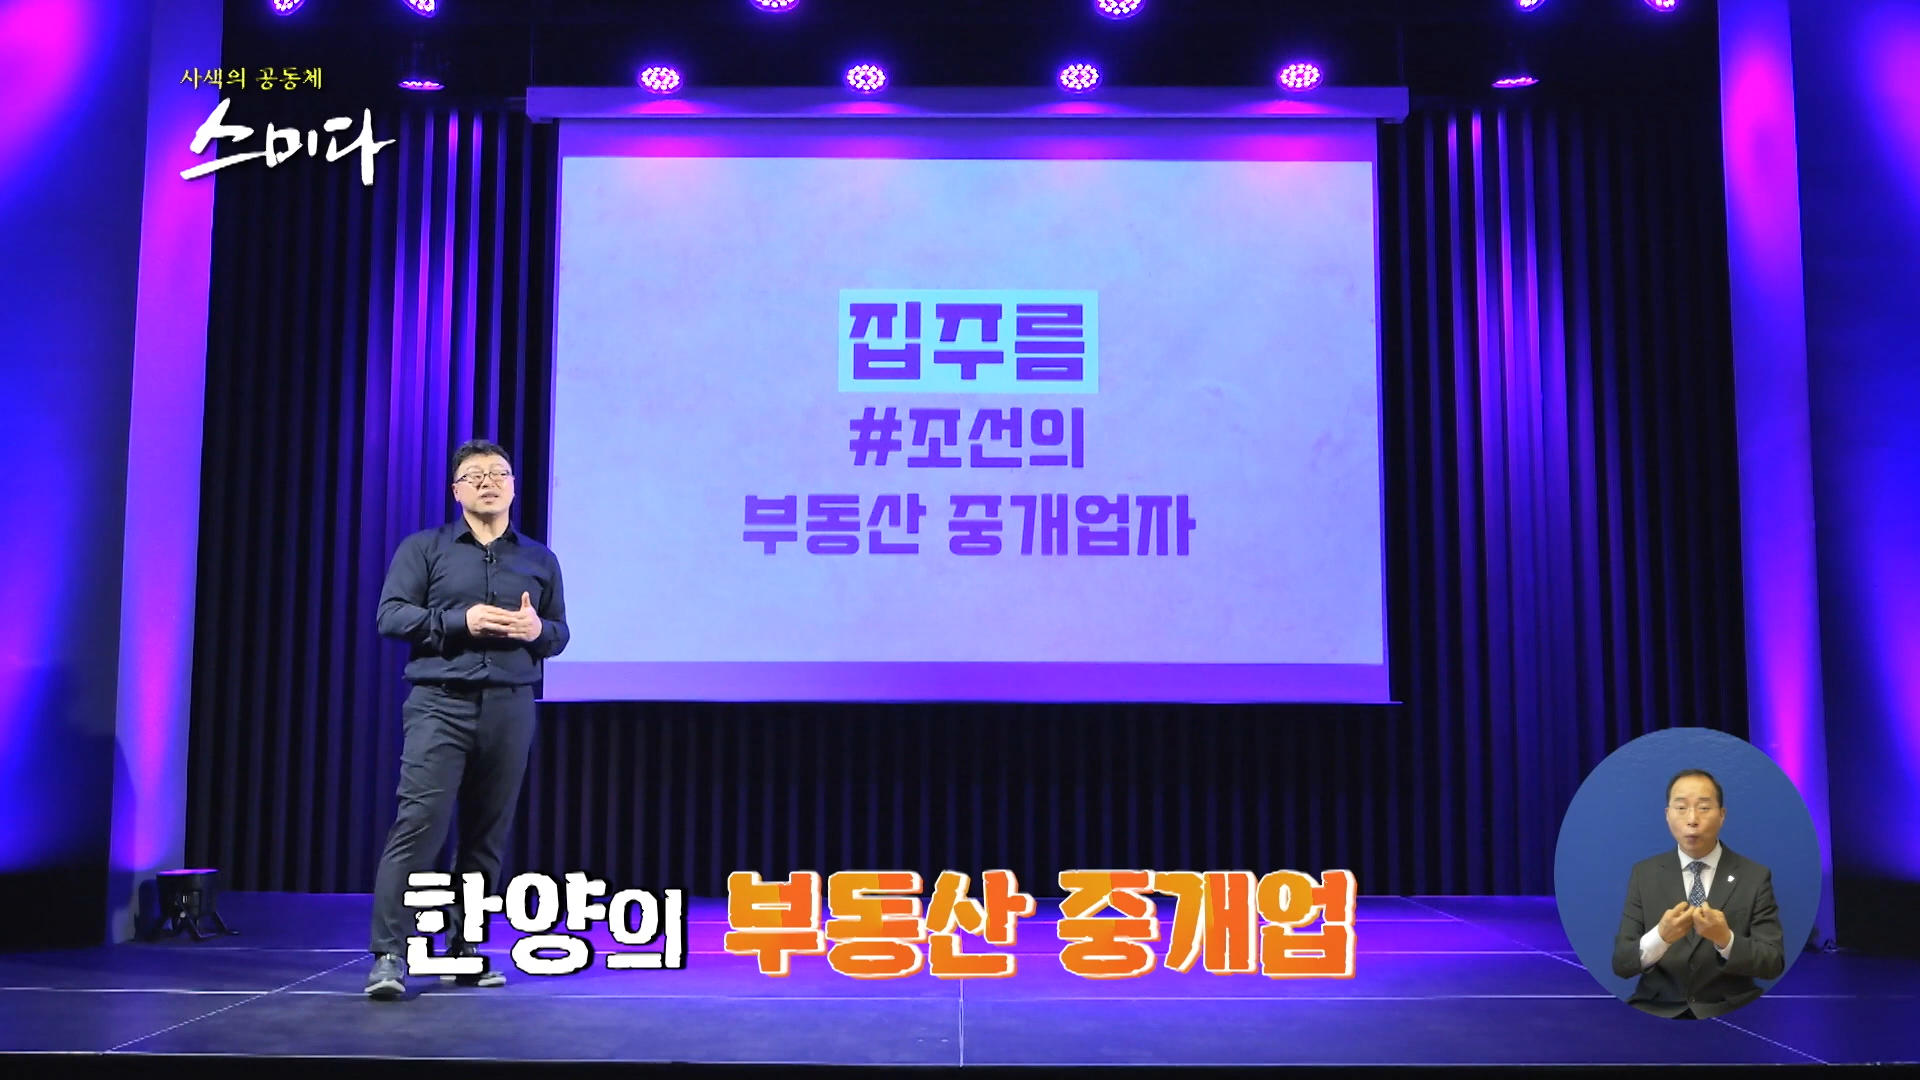 사색의 공동체
스미다
집주름
#조선의
부동산 중개업자
한양의 부동산 중개업